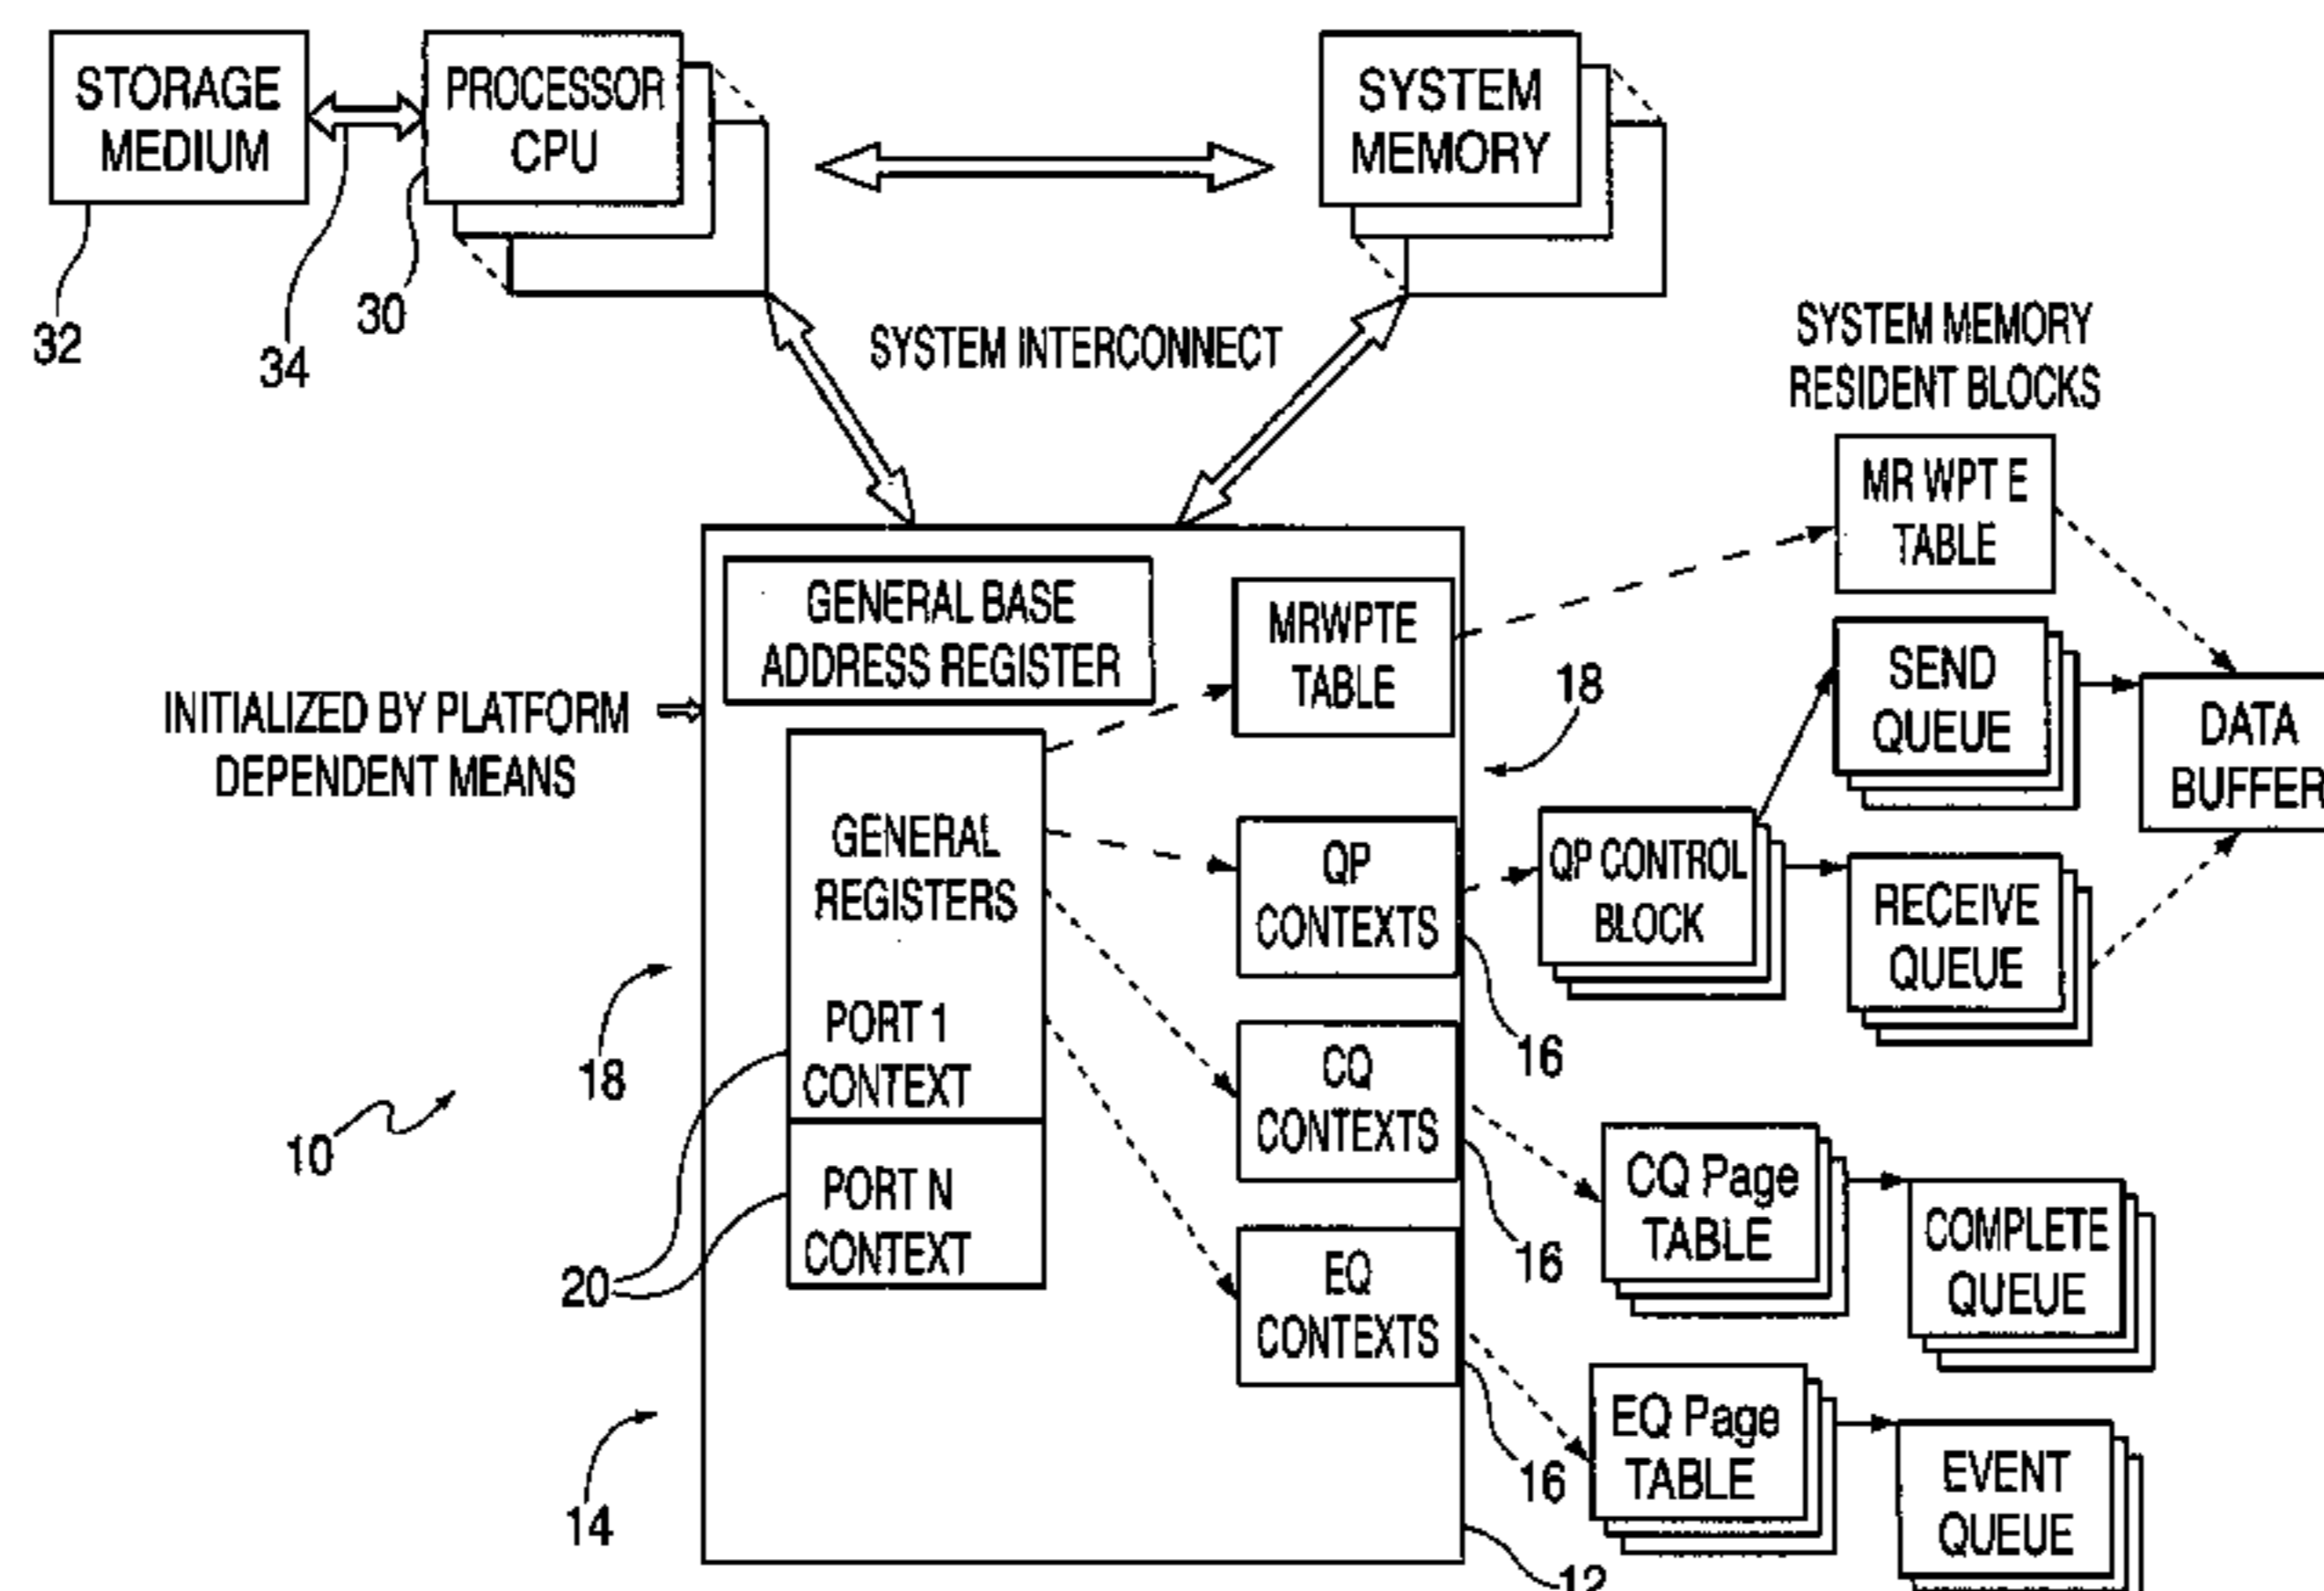 STORAGE
MEDIUM
PROCESSOR
CPU
SYSTEM
MEMORY
32
34
30
SYSTEM INTERCONNECT
SYSTEM MEMORY
RESIDENT BLOCKS
MR WPT E
TABLE
GENERAL BASE
ADDRESS REGISTER
MRWPTE
TABLE
18
SEND
QUEUE
DATA
BUFFER
INITIALIZED BY PLATFORM
DEPENDENT MEANS
GENERAL
REGISTERS
QP
CONTEXTS
QP CONTROL
BLOCK
RECEIVE
QUEUE
16
18
PORT 1
CONTEXT
CQ
CONTEXTS
10
PORT N
CONTEXT
20
16
CQ Page
TABLE
COMPLETE
QUEUE
EQ
CONTEXTS
16
EQ Page
TABLE
EVENT
QUEUE
14
12